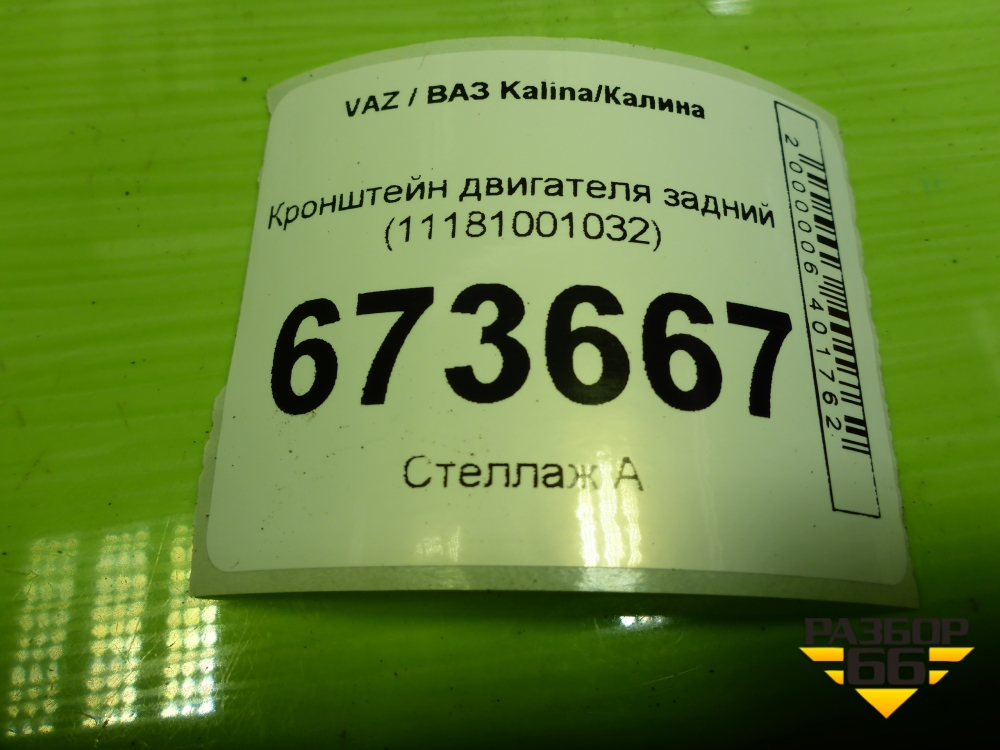 VAZ / ВАЗ Kalina/Калина
Кронштейн двигателя задний
(11181001032)
673667
Стеллаж А
2000006401762
РАЗБОР
66